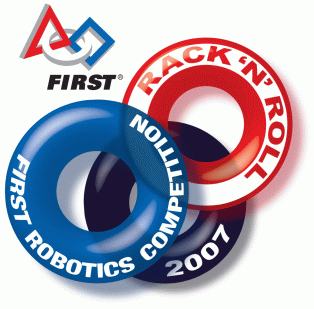 FIRST®
RACK 'N' ROLL
FIRST ROBOTICS COMPETITION
2007